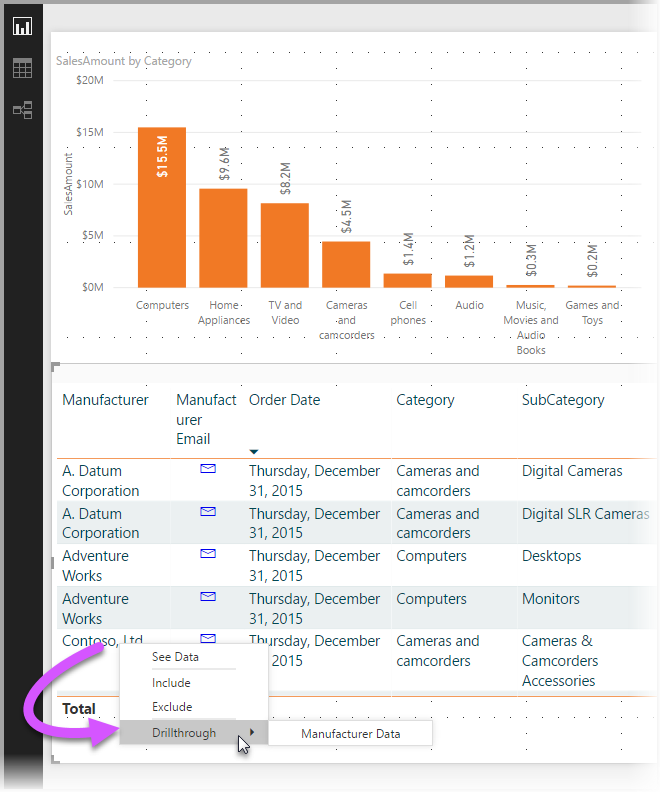 SalesAmount by Category
$20M
$15M
$10M
$5M
$0M
SalesAmount
$15.5M
$9.6M
$8.2M
$4.5M
$1.4M
$1.2M
$0.3M
$0.2M
Computers
Home
Appliances
TV and
Video
Cameras
and
camcorders
Cell
phones
Audio
Music,
Movies and
Audio
Books
Games and
Toys
Manufacturer
Manufact
urer
Email
Order Date
Category
SubCategory
A. Datum
Corporation
Thursday, December
31, 2015
Cameras and
camcorders
Digital Cameras
A. Datum
Corporation
Thursday, December
31, 2015
Cameras and
camcorders
Digital SLR Cameras
Adventure
Works
Thursday, December
31, 2015
Computers
Desktops
Adventure
Works
Thursday, December
31, 2015
Computers
Monitors
Contoso, Ltd
Thursday, December
31, 2015
Cameras and
camcorders
Cameras &
Camcorders
Accessories
Total
See Data
Include
Exclude
Drillthrough
Manufacturer Data